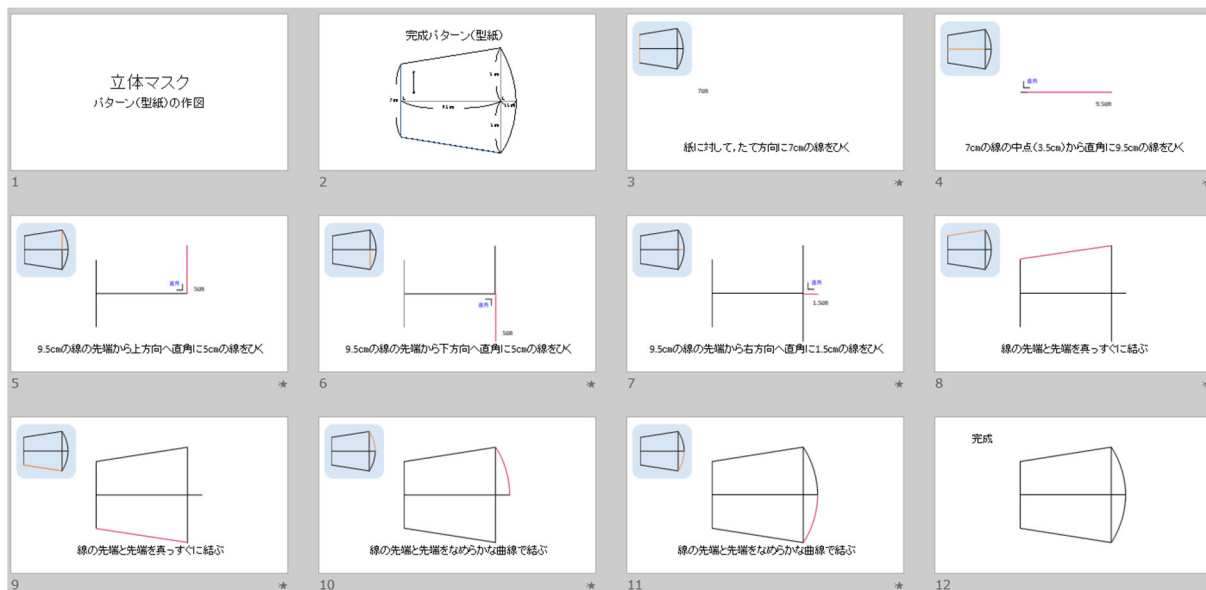 立体マスク
パターン(型紙)の作図
1
完成パターン(型紙)
2
7cm
紙に対して,たて方向に7cmの線をひく
3
直角
9.5cm
7cmの線の中点(3.5cm)から直角に9.5cmの線をひく
4
直角
5cm
9.5cmの線の先端から上方向へ直角に5cmの線をひく
5
直角
5cm
9.5cmの線の先端から下方向へ直角に5cmの線をひく
6
直角
1.5cm
9.5cmの線の先端から右方向へ直角に1.5cmの線をひく
7
線の先端と先端を真っすぐに結ぶ
8
線の先端と先端を真っすぐに結ぶ
9
線の先端と先端をなめらかな曲線で結ぶ
10
線の先端と先端をなめらかな曲線で結ぶ
11
完成
12